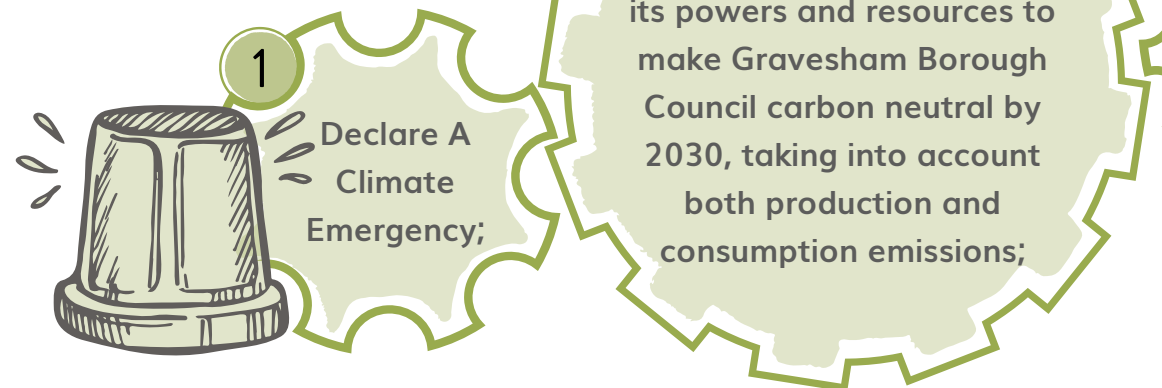 1
Declare A
Climate
Emergency;
its powers and resources to
make Gravesham Borough
Council carbon neutral by
2030, taking into account
both production and
consumption emissions;